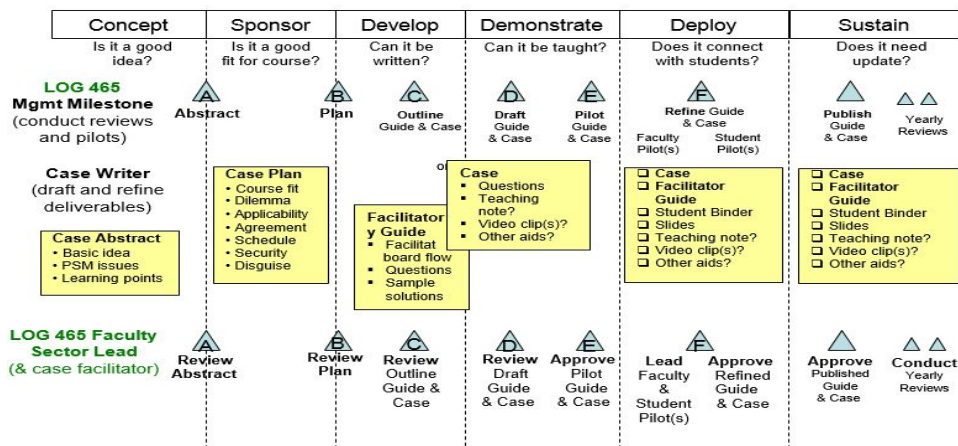 Concept
Sponsor
Develop
Demonstrate
Deploy
Sustain
Is it a good
idea?
Is it a good
fit for course?
Can it be
written?
Can it be taught?
Does it connect
with students?
Does it need
update?
LOG 465
Mgmt Milestone
(conduct reviews
and pilots)
A
Abstract
B
Plan
C
Outline
Guide & Case
D
Draft
Guide
& Case
E
Pilot
Guide
& Case
F
Refine Guide
& Case
Faculty
Pilot(s)
Student
Pilot(s)
Publish
Guide
& Case
Yearly
Reviews
Case Writer
(draft and refine
deliverables)
Case Abstract
• Basic idea
• PSM issues
• Learning points
Case Plan
• Course fit
• Dilemma
• Applicability
• Agreement
• Schedule
• Security
• Disguise
Facilitator
y Guide
▪ Facilitat
board flow
▪ Questions
▪ Sample
solutions
Case
▪ Questions
▪ Teaching
note?
▪ Video clip(s)?
▪ Other aids?
❑ Case
❑ Facilitator
Guide
❑ Student Binder
❑ Slides
❑ Teaching note?
❑ Video clip(s)?
❑ Other aids?
❑ Case
❑ Facilitator
Guide
❑ Student Binder
❑ Slides
❑ Teaching note?
❑ Video clip(s)?
❑ Other aids?
LOG 465 Faculty
Sector Lead
(& case facilitator)
A
Review
Abstract
B
Review
Plan
C
Review
Outline
Guide &
Case
D
Review
Draft
Guide
& Case
E
Approve
Pilot
Guide
& Case
F
Lead
Faculty
&
Student
Pilot(s)
Approve
Refined
Guide
& Case
Approve
Published
Guide
& Case
Conduct
Yearly
Reviews